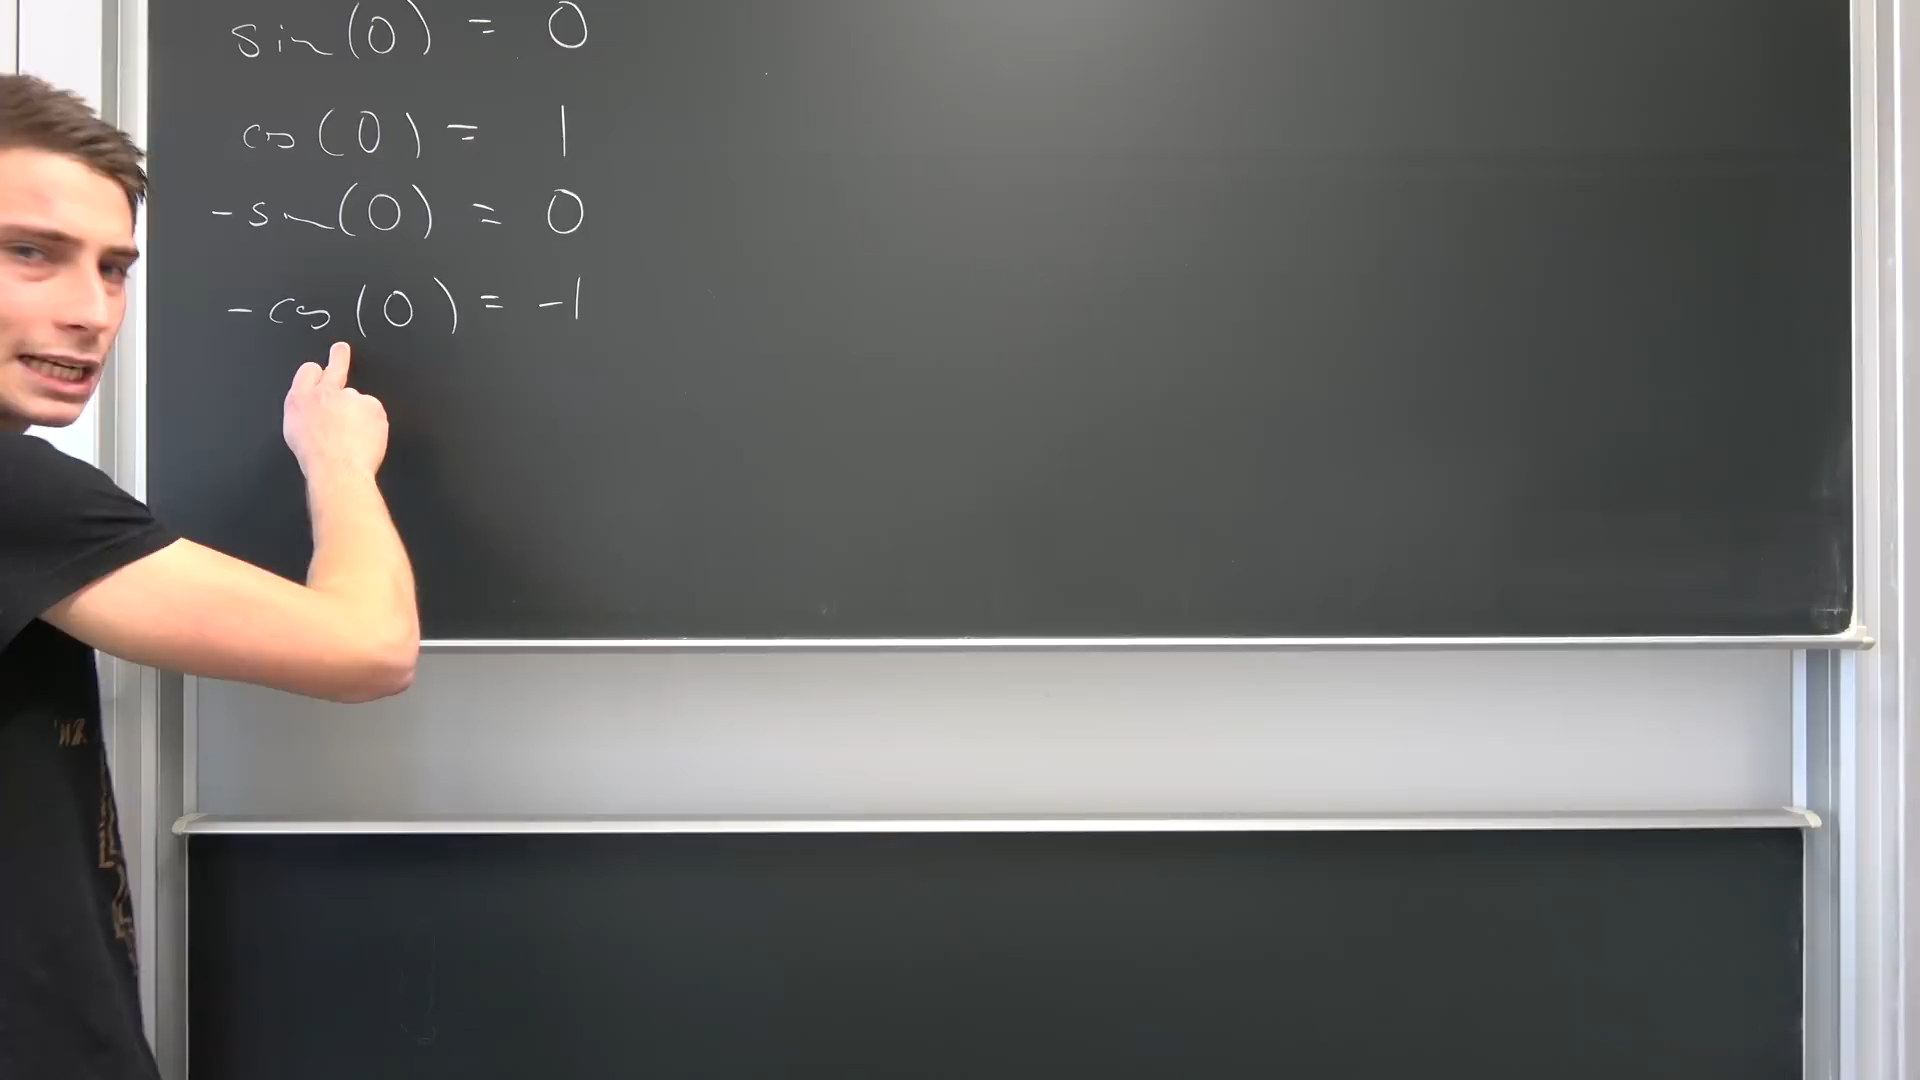 sin(0) = 0
cos(0) = 1
-sin(0) = 0
-cos(0) = -1